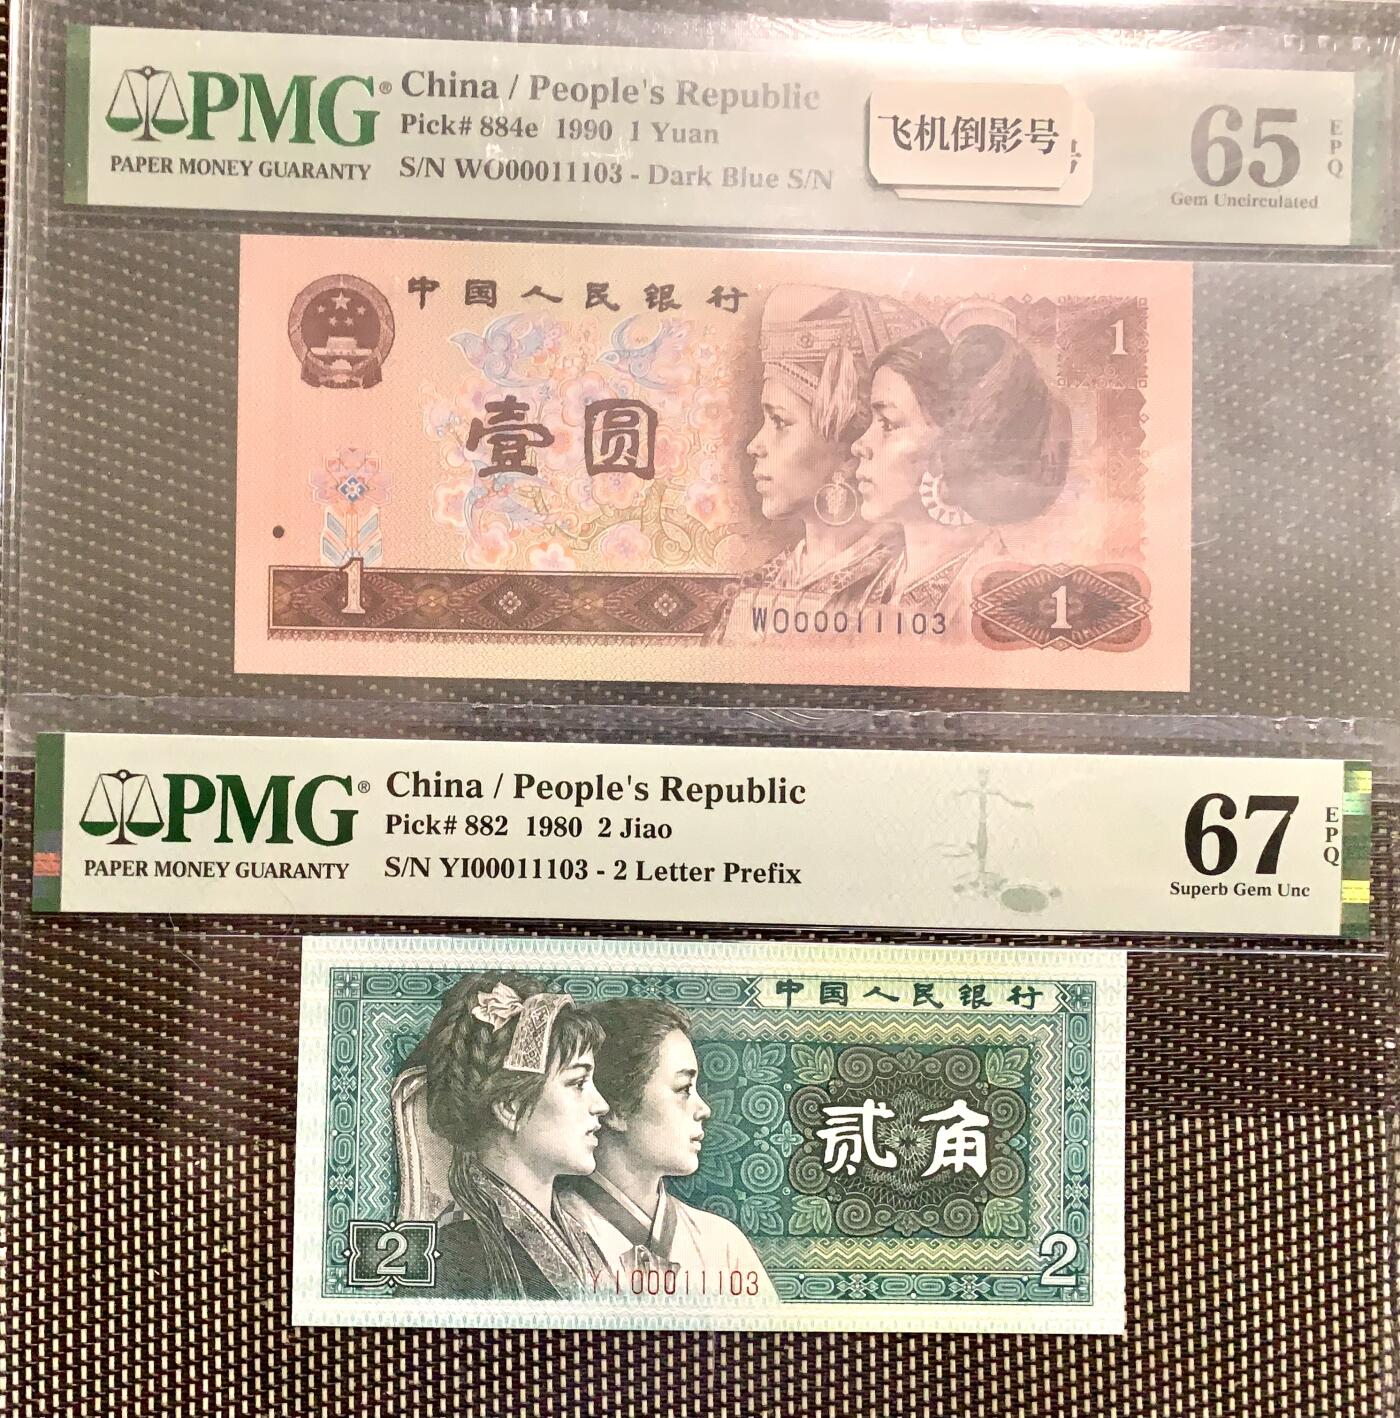 PMG®
PAPER MONEY GUARANTY
China / People's Republic
Pick# 884e 1990 1 Yuan
S/N WO00011103 - Dark Blue S/N
飞机倒影号
号
65
EPQ
Gem Uncirculated
中国人民银行
1
壹圆
1
WO00011103
1
PMG®
PAPER MONEY GUARANTY
China / People's Republic
Pick# 882 1980 2 Jiao
S/N YI00011103 - 2 Letter Prefix
67
EPQ
Superb Gem Unc
中国人民银行
贰角
2
YI00011103
2